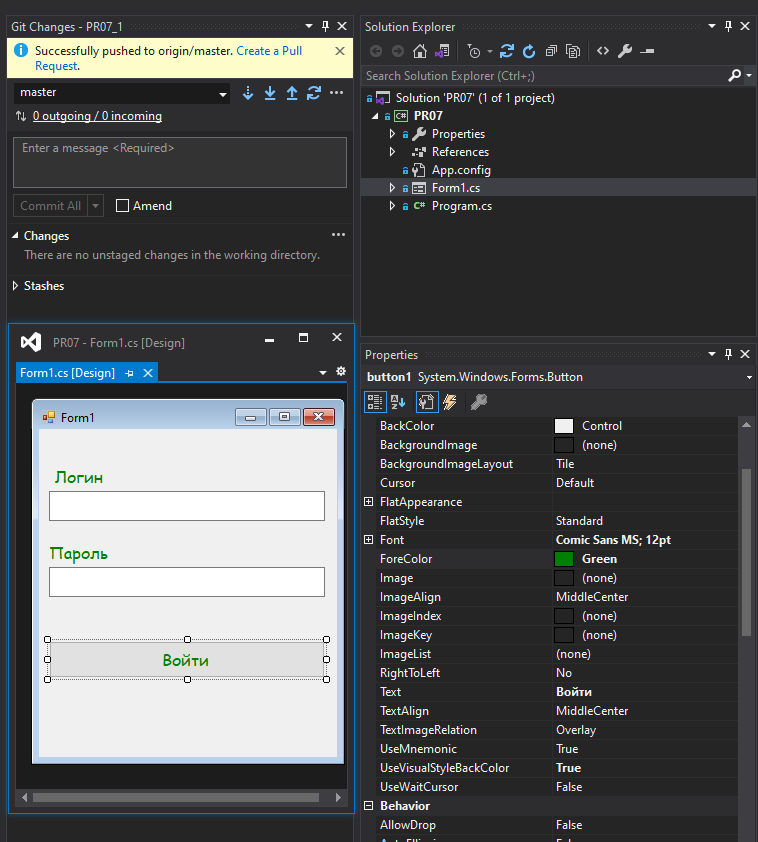 Git Changes - PR07_1
Successfully pushed to origin/master. Create a Pull
Request.
master
0 outgoing / 0 incoming
Enter a message <Required>
Commit All
Amend
Changes
There are no unstaged changes in the working directory.
Stashes
PR07 - Form1.cs [Design]
Form1.cs [Design]
Form1
Логин
Пароль
Войти
Solution Explorer
Search Solution Explorer (Ctrl+;)
Solution 'PR07' (1 of 1 project)
C# PR07
Properties
References
App.config
Form1.cs
C# Program.cs
Properties
button1 System.Windows.Forms.Button
BackColor Control
BackgroundImage (none)
BackgroundImageLayout Tile
Cursor Default
FlatAppearance
FlatStyle Standard
Font Comic Sans MS; 12pt
ForeColor Green
Image (none)
ImageAlign MiddleCenter
ImageIndex (none)
ImageKey (none)
ImageList (none)
RightToLeft No
Text Войти
TextAlign MiddleCenter
TextImageRelation Overlay
UseMnemonic True
UseVisualStyleBackColor True
UseWaitCursor False
Behavior
AllowDrop False